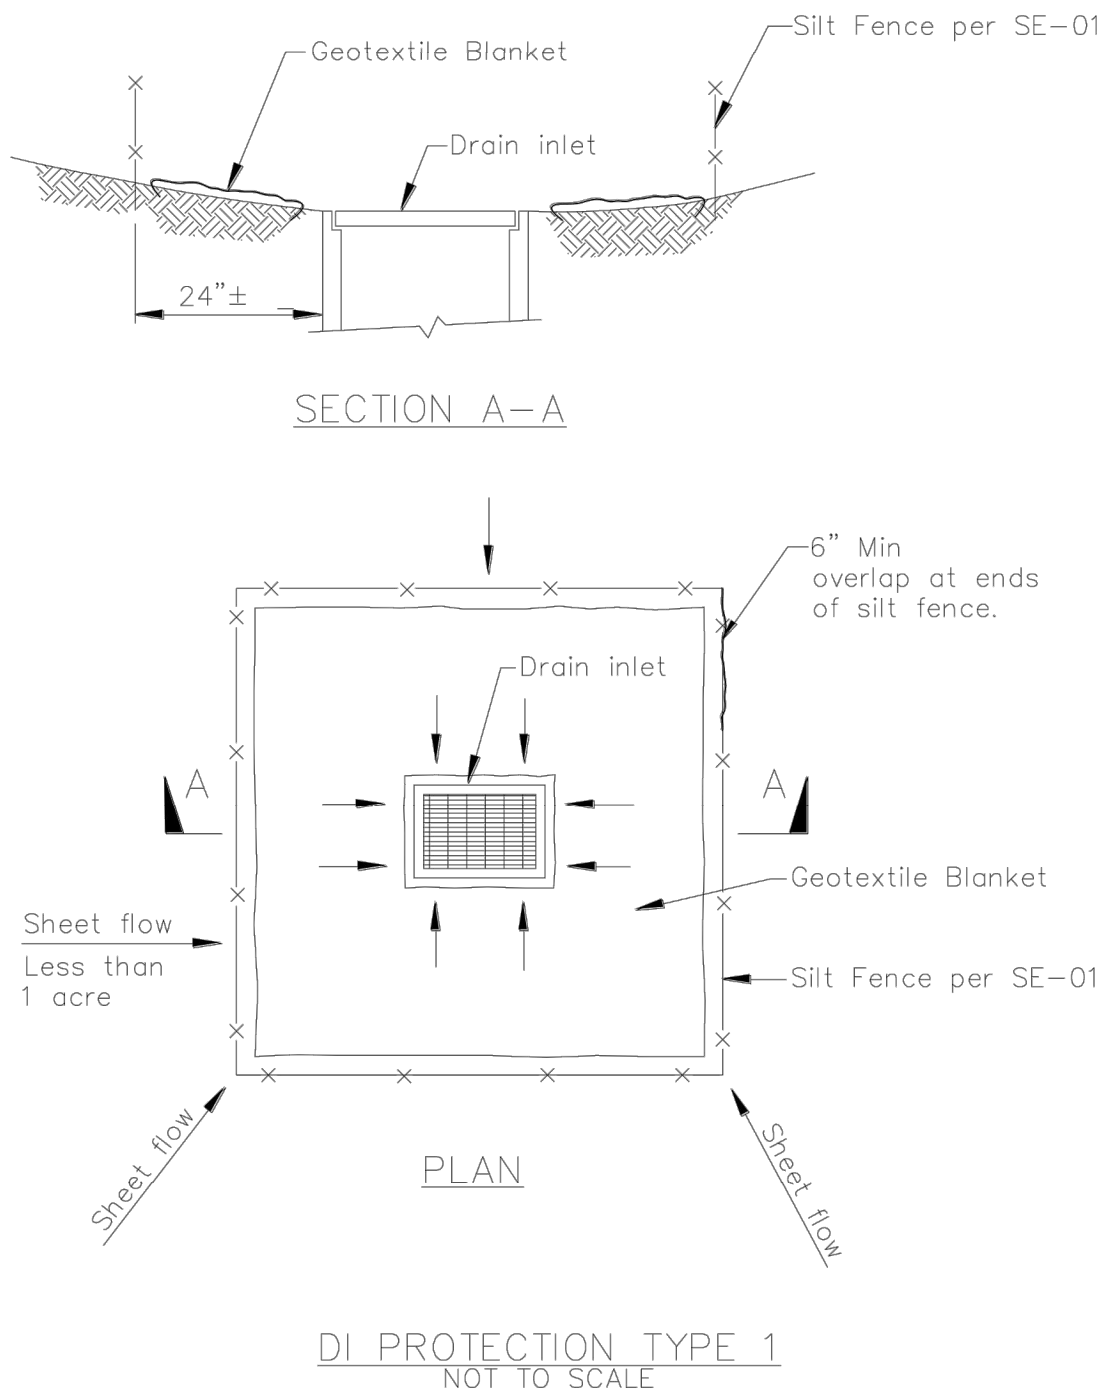 Silt Fence per SE-01
Geotextile Blanket
Drain inlet
24"±
SECTION A-A
6" Min
overlap at ends
of silt fence.
Drain inlet
A
A
Geotextile Blanket
Sheet flow
Less than
1 acre
Silt Fence per SE-01
Sheet flow
Sheet flow
PLAN
DI PROTECTION TYPE 1
NOT TO SCALE